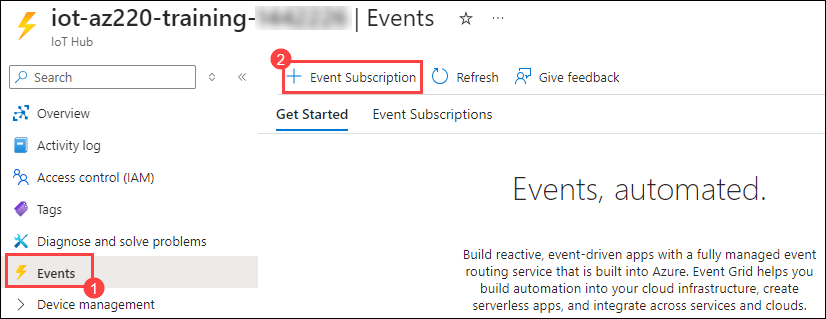 iot-az220-training- | Events
IoT Hub
Search
Overview
Activity log
Access control (IAM)
Tags
Diagnose and solve problems
Events
1
Device management
2
Event Subscription
Refresh
Give feedback
Get Started
Event Subscriptions
Events, automated.
Build reactive, event-driven apps with a fully managed event
routing service that is built into Azure. Event Grid helps you
build automation into your cloud infrastructure, create
serverless apps, and integrate across services and clouds.